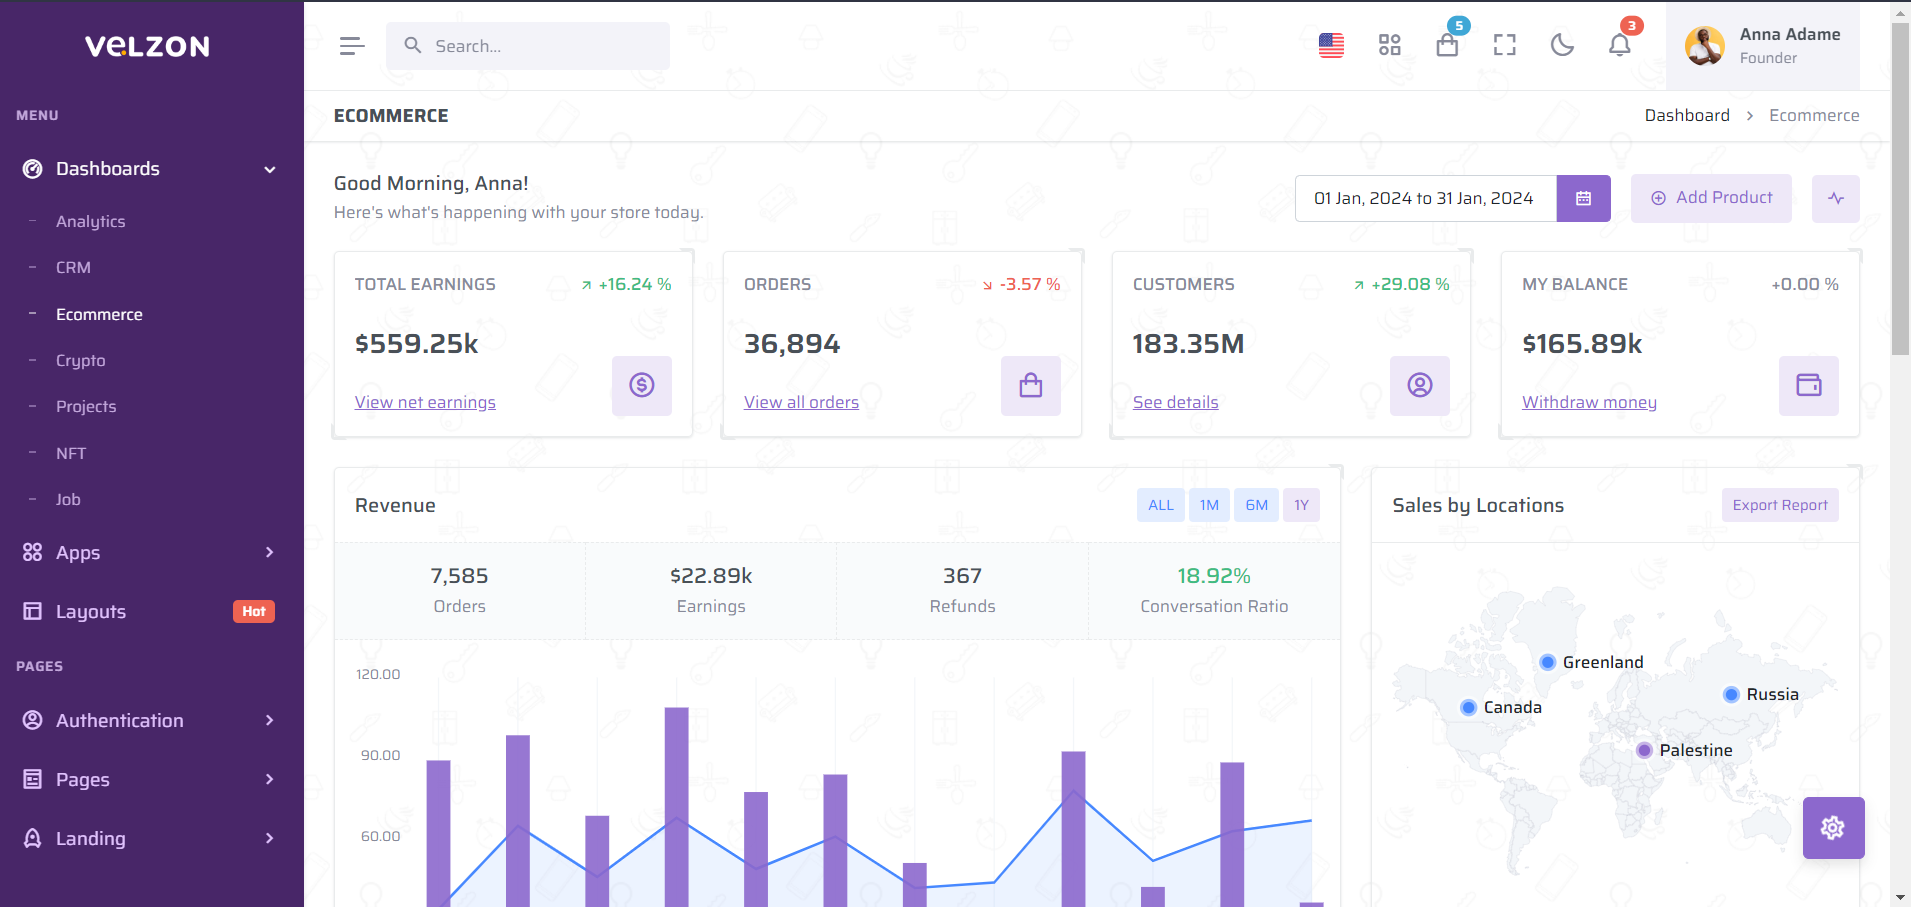 VELZON
Search...
5
3
Anna Adame
Founder
MENU
Dashboards
Analytics
CRM
Ecommerce
Crypto
Projects
NFT
Job
Apps
Layouts
Hot
PAGES
Authentication
Pages
Landing
ECOMMERCE
Dashboard > Ecommerce
Good Morning, Anna!
Here's what's happening with your store today.
01 Jan, 2024 to 31 Jan, 2024
Add Product
TOTAL EARNINGS
+16.24 %
$559.25k
View net earnings
ORDERS
-3.57 %
36,894
View all orders
CUSTOMERS
+29.08 %
183.35M
See details
MY BALANCE
+0.00 %
$165.89k
Withdraw money
Revenue
ALL
1M
6M
1Y
7,585
Orders
$22.89k
Earnings
367
Refunds
18.92%
Conversation Ratio
120.00
90.00
60.00
Sales by Locations
Export Report
Greenland
Russia
Canada
Palestine